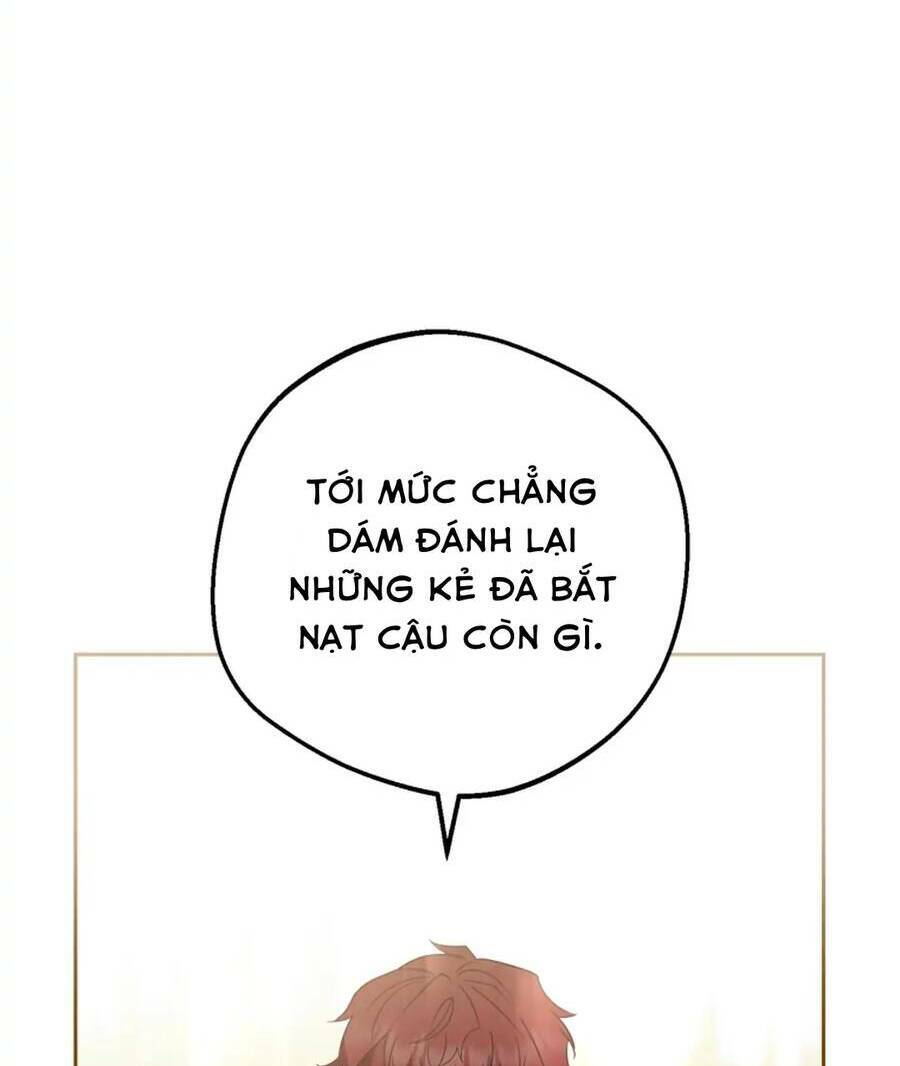 TỚI MỨC CHẲNG
DÁM ĐÁNH LẠI
NHỮNG KẺ ĐÃ BẮT
NẠT CẬU CÒN GÌ.